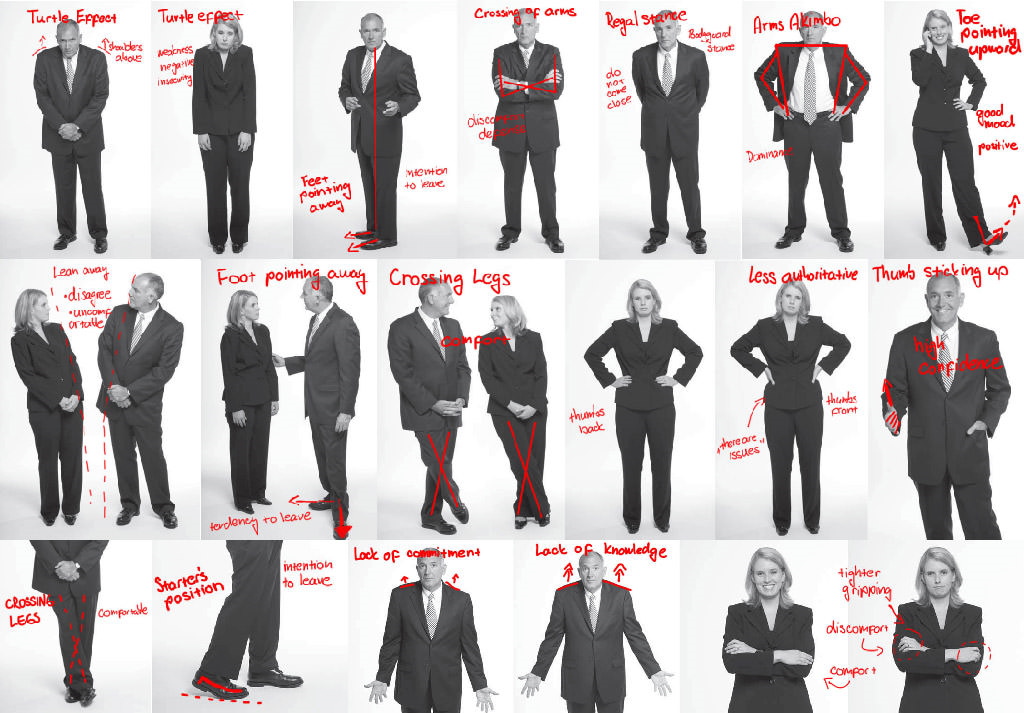 Turtle Effect
shoulders
above
Turtle effect
weakness
negative
insecurity
Feet
pointing
away
intention
to leave
Crossing of arms
discomfort
defense
Regal stance
Bodyguard
stance
do
not
come
close
Arms Akimbo
Dominance
Toe
pointing
upward
good
mood
positive
Lean away
• disagree
• uncomf
ortable
Foot pointing away
tendency to leave
Crossing Legs
comfort
thumbs
back
Less authoritative
thumbs
front
"there are "
issues
Thumb sticking up
high
confidence
CROSSING
LEGS
comfortable
Starter's
position
intention
to leave
Lack of commitment
Lack of knowledge
tighter
gripping
discomfort
comfort